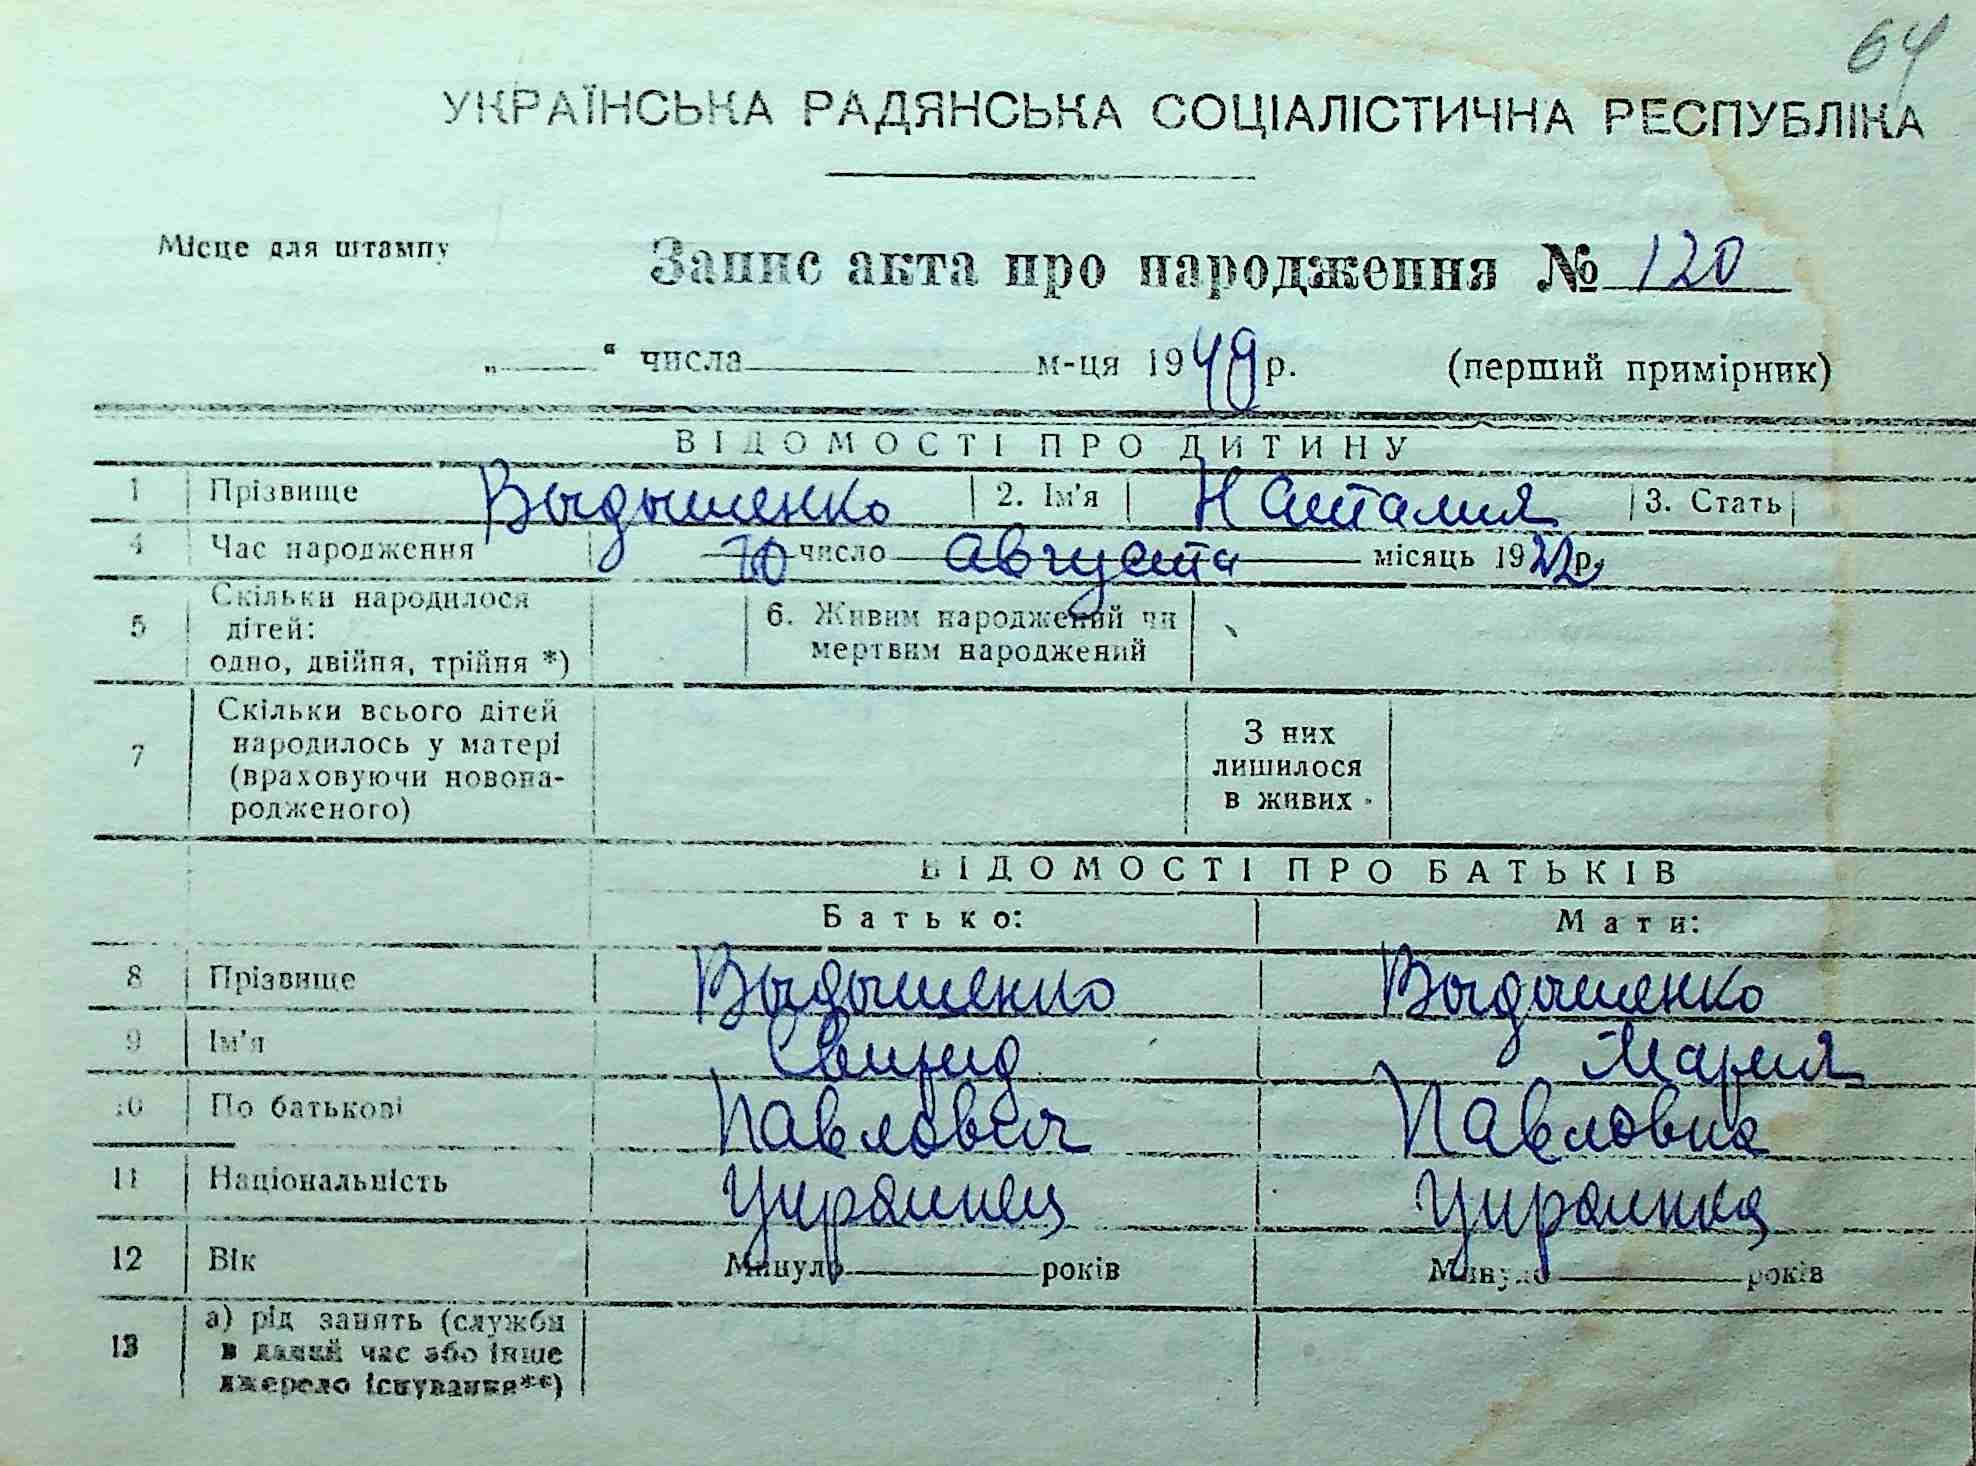 64
УКРАЇНСЬКА РАДЯНСЬКА СОЦІАЛІСТИЧНА РЕСПУБЛІКА
Місце для штампу
Запис акта про народження № 120
„ “ числа м-ця 1949 р. (перший примірник)
ВІДОМОСТІ ПРО ДИТИНУ
1 Прізвище Выдышенко 2. Ім'я Наталия 3. Стать
4 Час народження 10 число августа місяць 1922 р.
5 Скільки народилося дітей: одно, двійня, трійня *)
6. Живим народжений чи мертвим народжений
7 Скільки всього дітей народилось у матері (враховуючи новона-родженого)
З них лишилося в живих
ВІДОМОСТІ ПРО БАТЬКІВ
Батько: Мати:
8 Прізвище Выдышенко Выдышенко
9 Ім'я Свирид Мария
10 По батькові Павлович Павловна
11 Національність Украинец Украинка
12 Вік Минуло років Минуло років
13 а) рід занять (служби в даний час або інше джерело існування**)